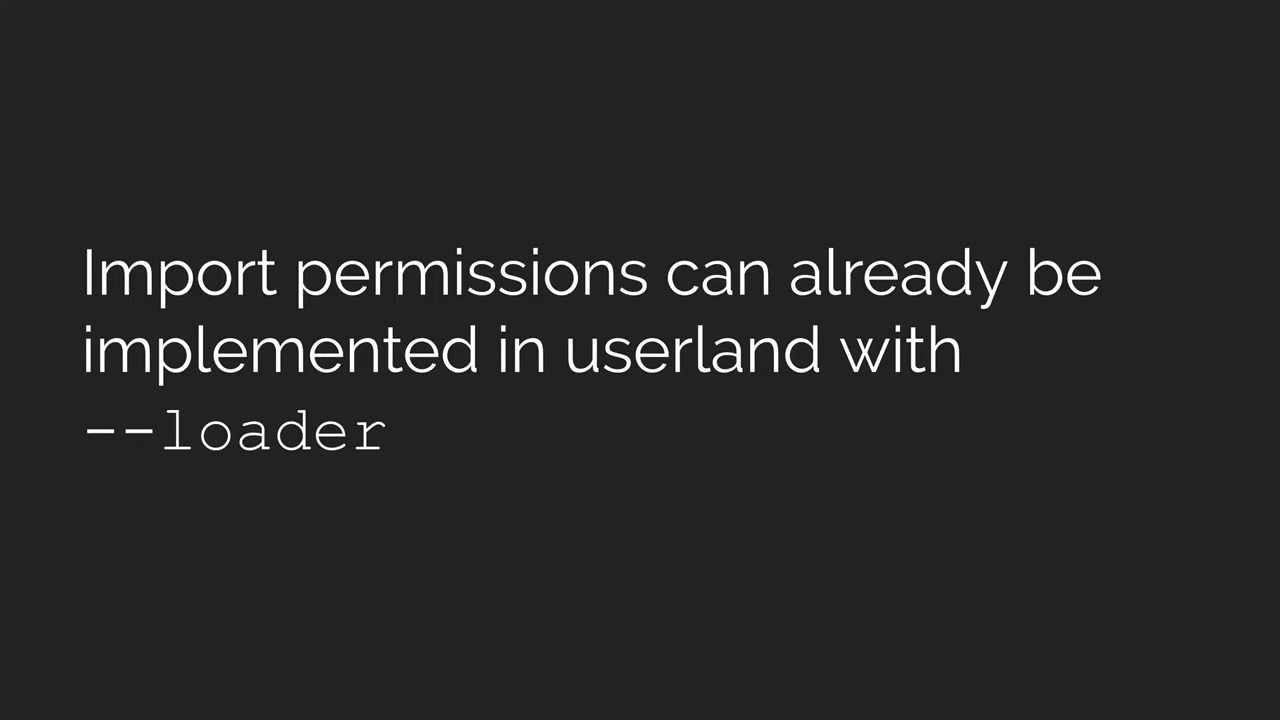 Import permissions can already be
implemented in userland with
--loader